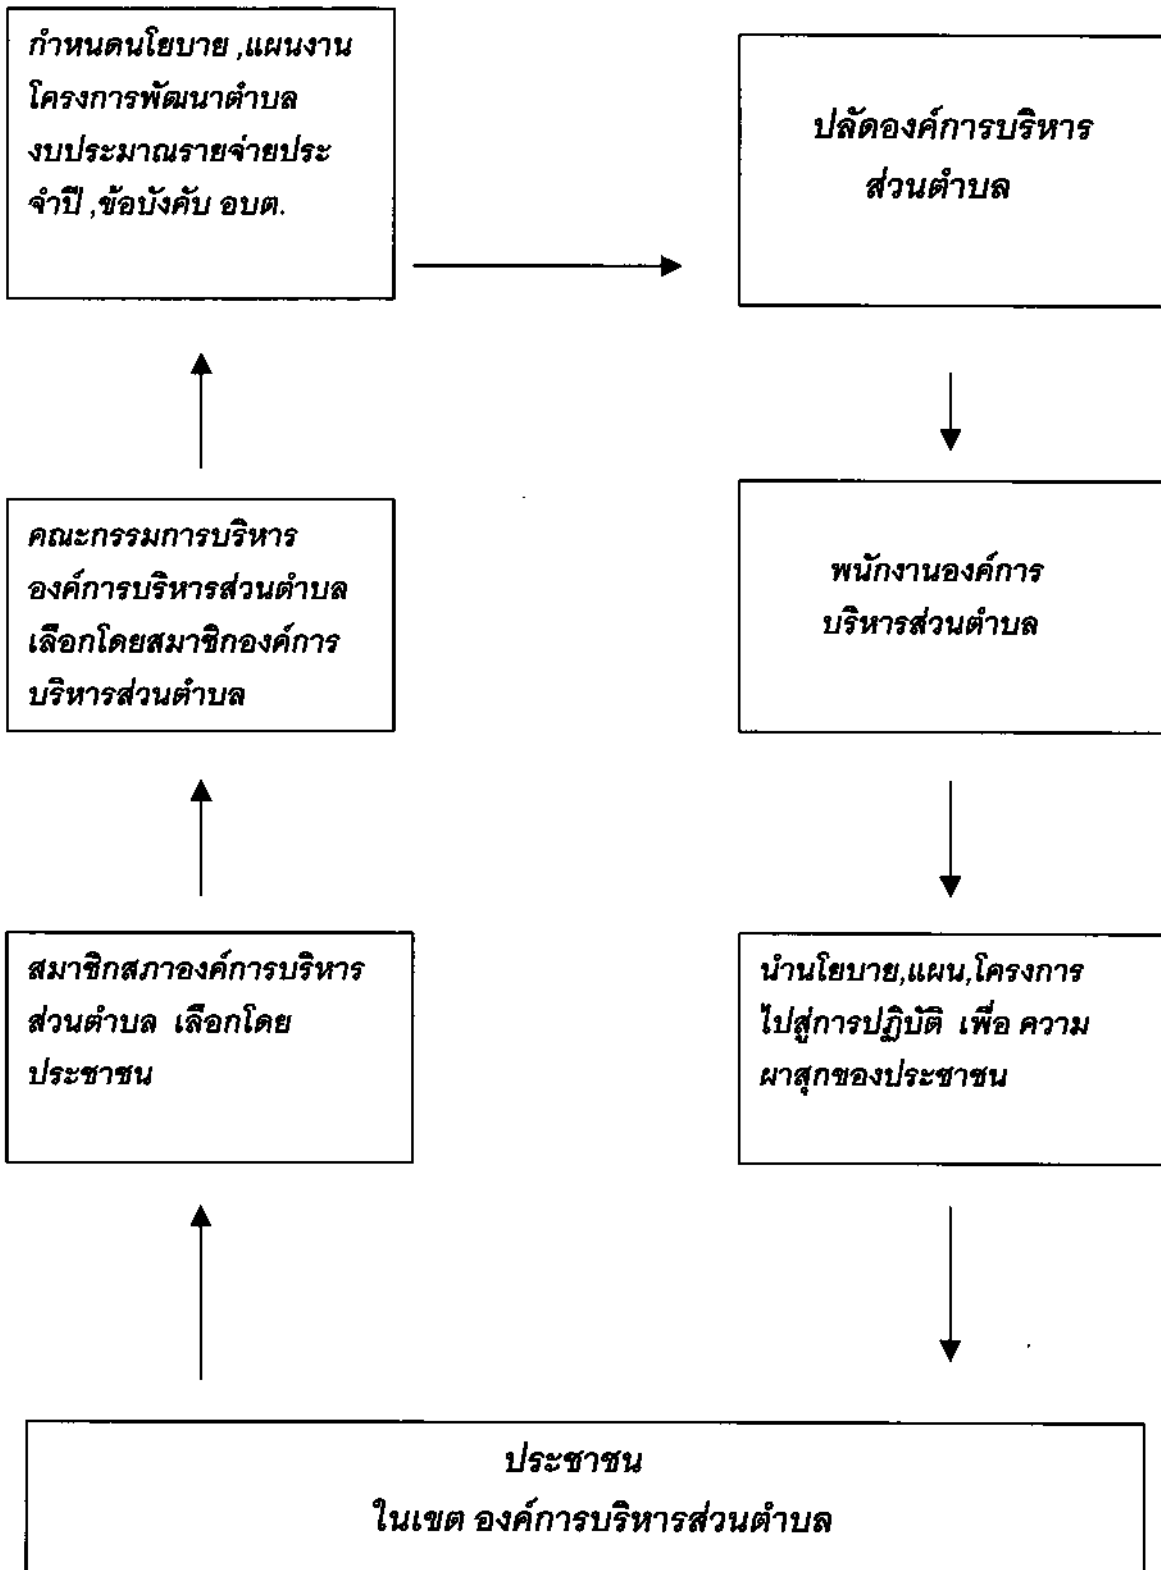 กำหนดนโยบาย ,แผนงาน
โครงการพัฒนาตำบล
งบประมาณรายจ่ายประ
จำปี ,ข้อบังคับ อบต.
ปลัดองค์การบริหาร
ส่วนตำบล
คณะกรรมการบริหาร
องค์การบริหารส่วนตำบล
เลือกโดยสมาชิกองค์การ
บริหารส่วนตำบล
พนักงานองค์การ
บริหารส่วนตำบล
สมาชิกสภาองค์การบริหาร
ส่วนตำบล เลือกโดย
ประชาชน
นำนโยบาย,แผน,โครงการ
ไปสู่การปฏิบัติ เพื่อ ความ
ผาสุกของประชาชน
ประชาชน
ในเขต องค์การบริหารส่วนตำบล